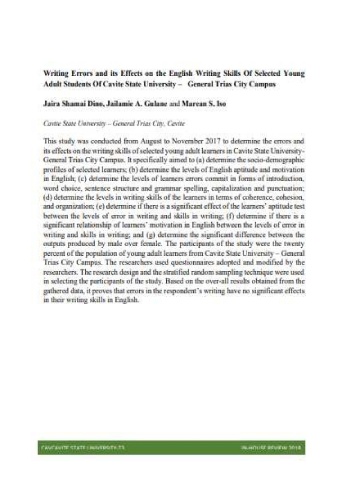 Writing Errors and its Effects on the English Writing Skills Of Selected Young
Adult Students Of Cavite State University – General Trias City Campus
Jaira Shamai Dino, Jailamie A. Gulane and Marean S. Iso
Cavite State University – General Trias City, Cavite
This study was conducted from August to November 2017 to determine the errors and
its effects on the writing skills of selected young adult learners in Cavite State University-
General Trias City Campus. It specifically aimed to (a) determine the socio-demographic
profiles of selected learners; (b) determine the levels of English aptitude and motivation
in English; (c) determine the levels of learners errors commit in forms of introduction,
word choice, sentence structure and grammar spelling, capitalization and punctuation;
(d) determine the levels in writing skills of the learners in terms of coherence, cohesion,
and organization; (e) determine if there is a significant effect of the learners' aptitude test
between the levels of error in writing and skills in writing; (f) determine if there is a
significant relationship of learners' motivation in English between the levels of error in
writing and skills in writing; and (g) determine the significant difference between the
outputs produced by male over female. The participants of the study were the twenty
percent of the population of young adult learners from Cavite State University – General
Trias City Campus. The researchers used questionnaires adopted and modified by the
researchers. The research design and the stratified random sampling technique were used
in selecting the participants of the study. Based on the over-all results obtained from the
gathered data, it proves that errors in the respondent's writing have no significant effects
in their writing skills in English.
STATE UNIVERSITY
IN-HOUSE REVIEW 2018